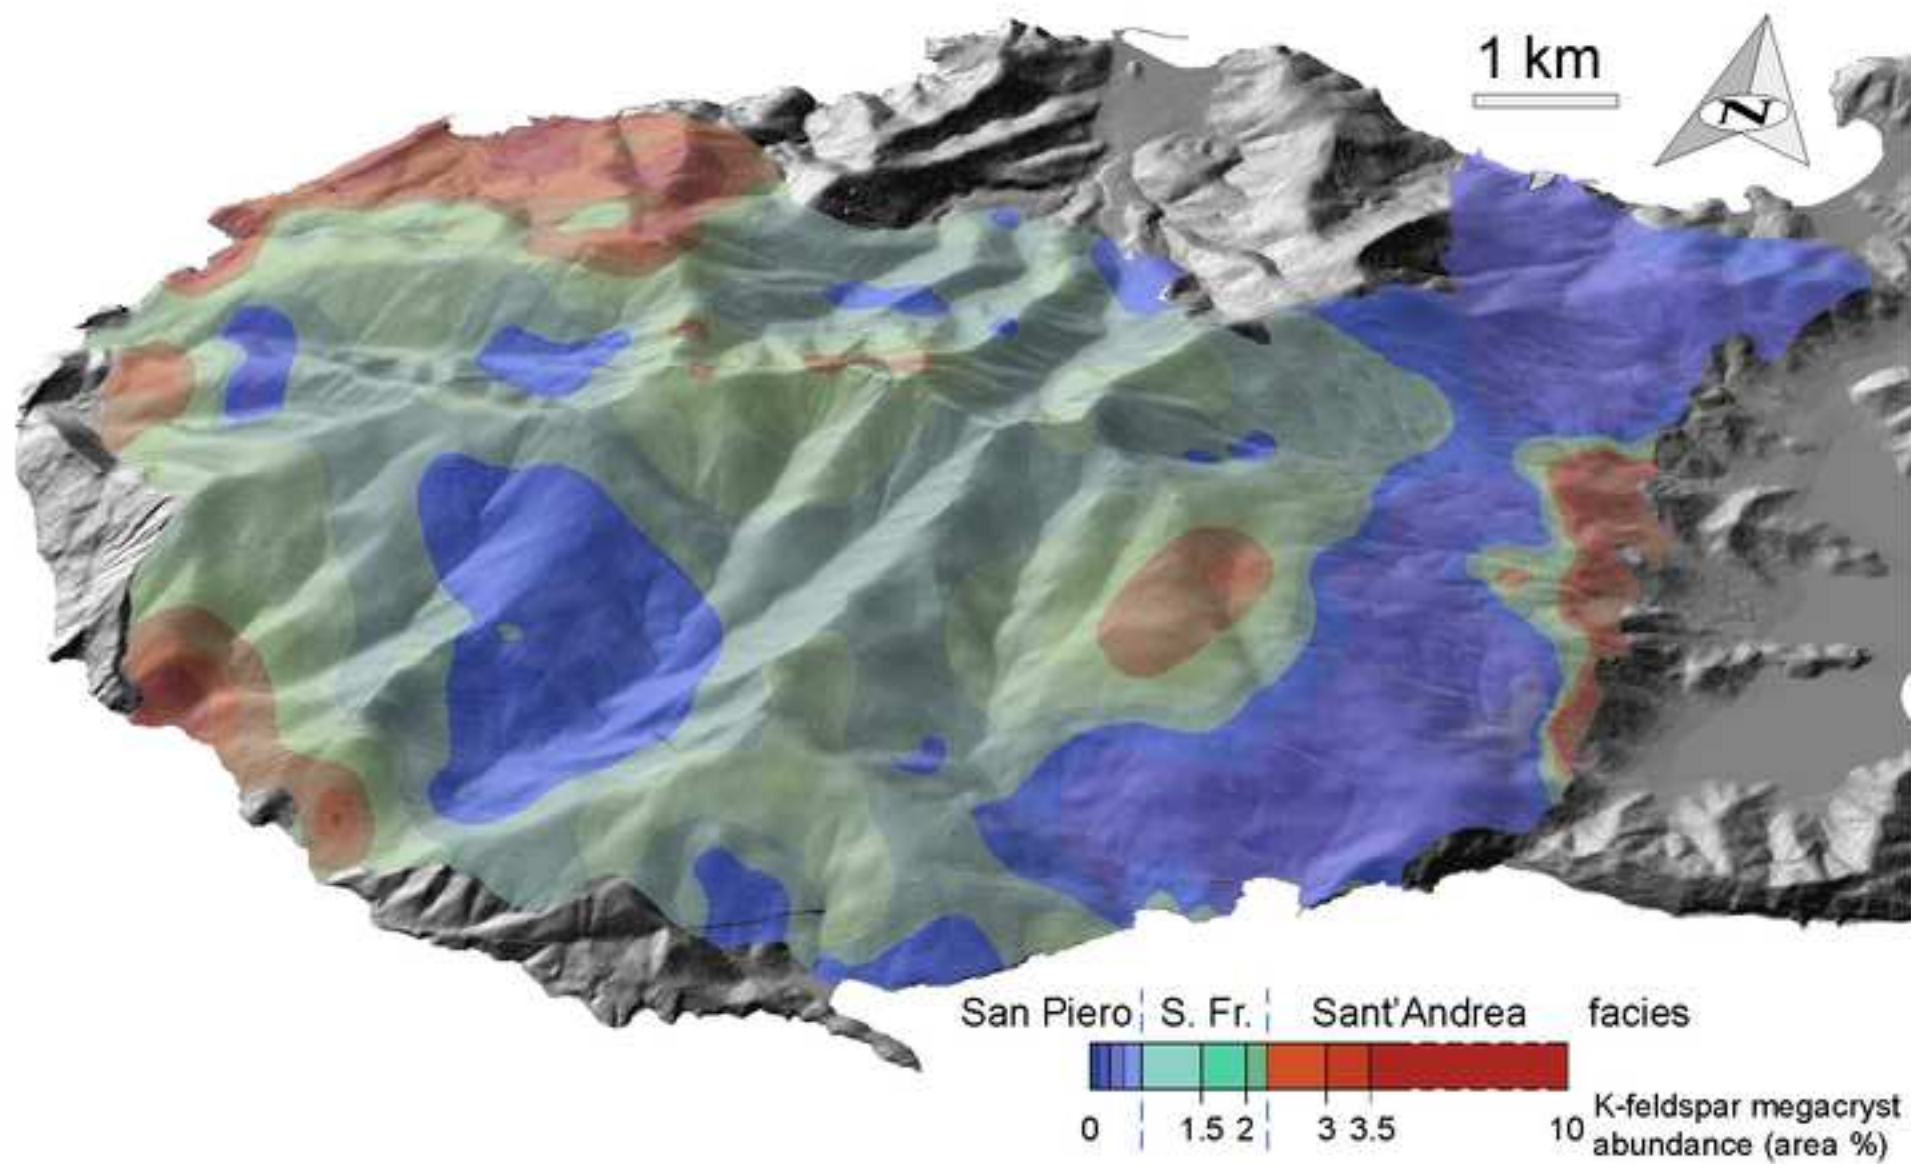 1 km
N
San Piero S. Fr. Sant'Andrea facies
0 1.5 2 3 3.5 10
K-feldspar megacryst
abundance (area %)